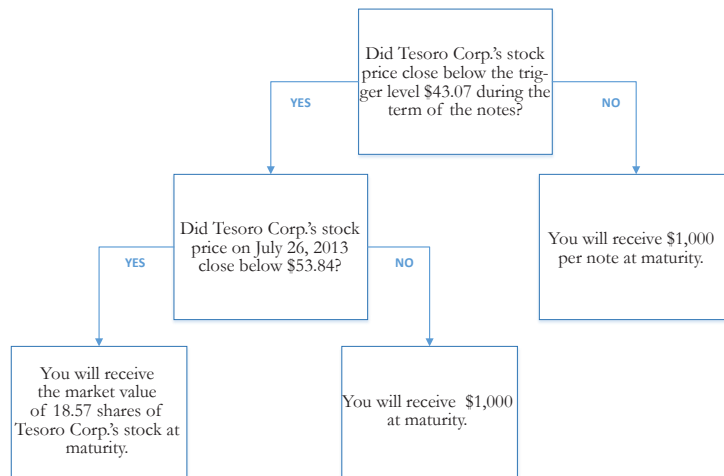 Did Tesoro Corp.'s stock
price close below the trig-
ger level $43.07 during the
term of the notes?
YES
NO
Did Tesoro Corp.'s stock
price on July 26, 2013
close below $53.84?
You will receive $1,000
per note at maturity.
YES
NO
You will receive
the market value
of 18.57 shares of
Tesoro Corp.'s stock at
maturity.
You will receive $1,000
at maturity.